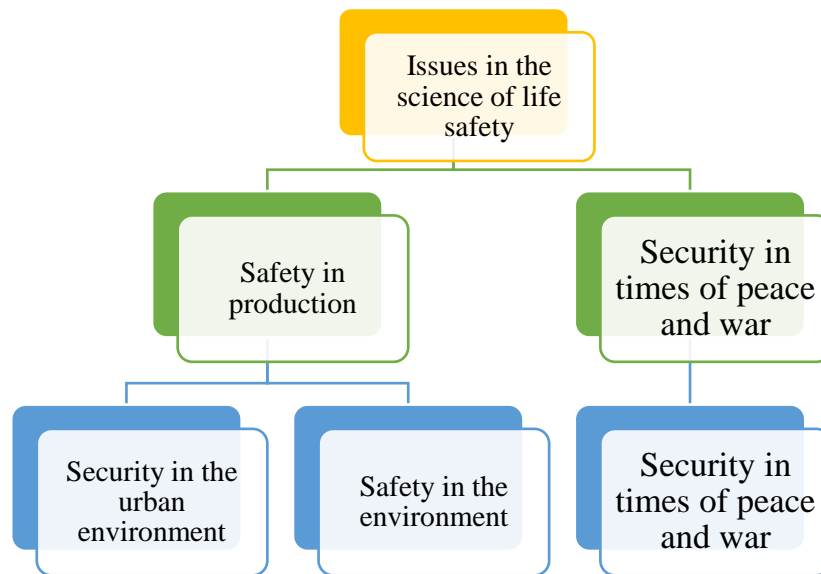 Issues in the
science of life
safety
Safety in
production
Security in
times of peace
and war
Security in the
urban
environment
Safety in the
environment
Security in
times of peace
and war